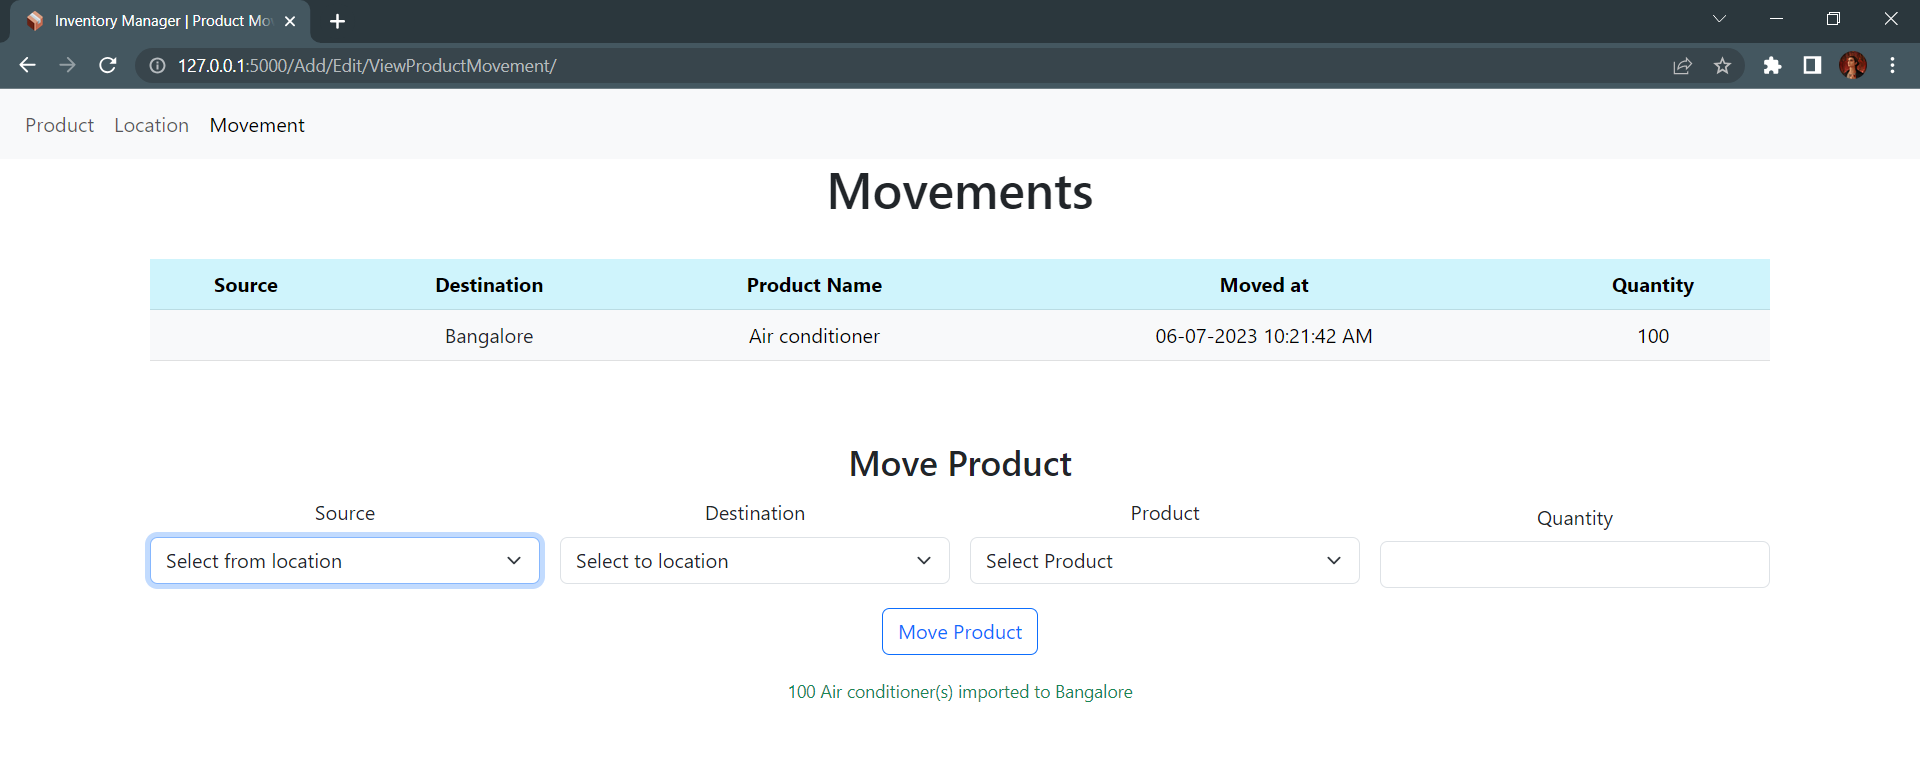 Inventory Manager | Product Mo
127.0.0.1:5000/Add/Edit/ViewProductMovement/
Product Location Movement
Movements
Source Destination Product Name Moved at Quantity
Bangalore Air conditioner 06-07-2023 10:21:42 AM 100
Move Product
Source Destination Product Quantity
Select from location Select to location Select Product
Move Product
100 Air conditioner(s) imported to Bangalore